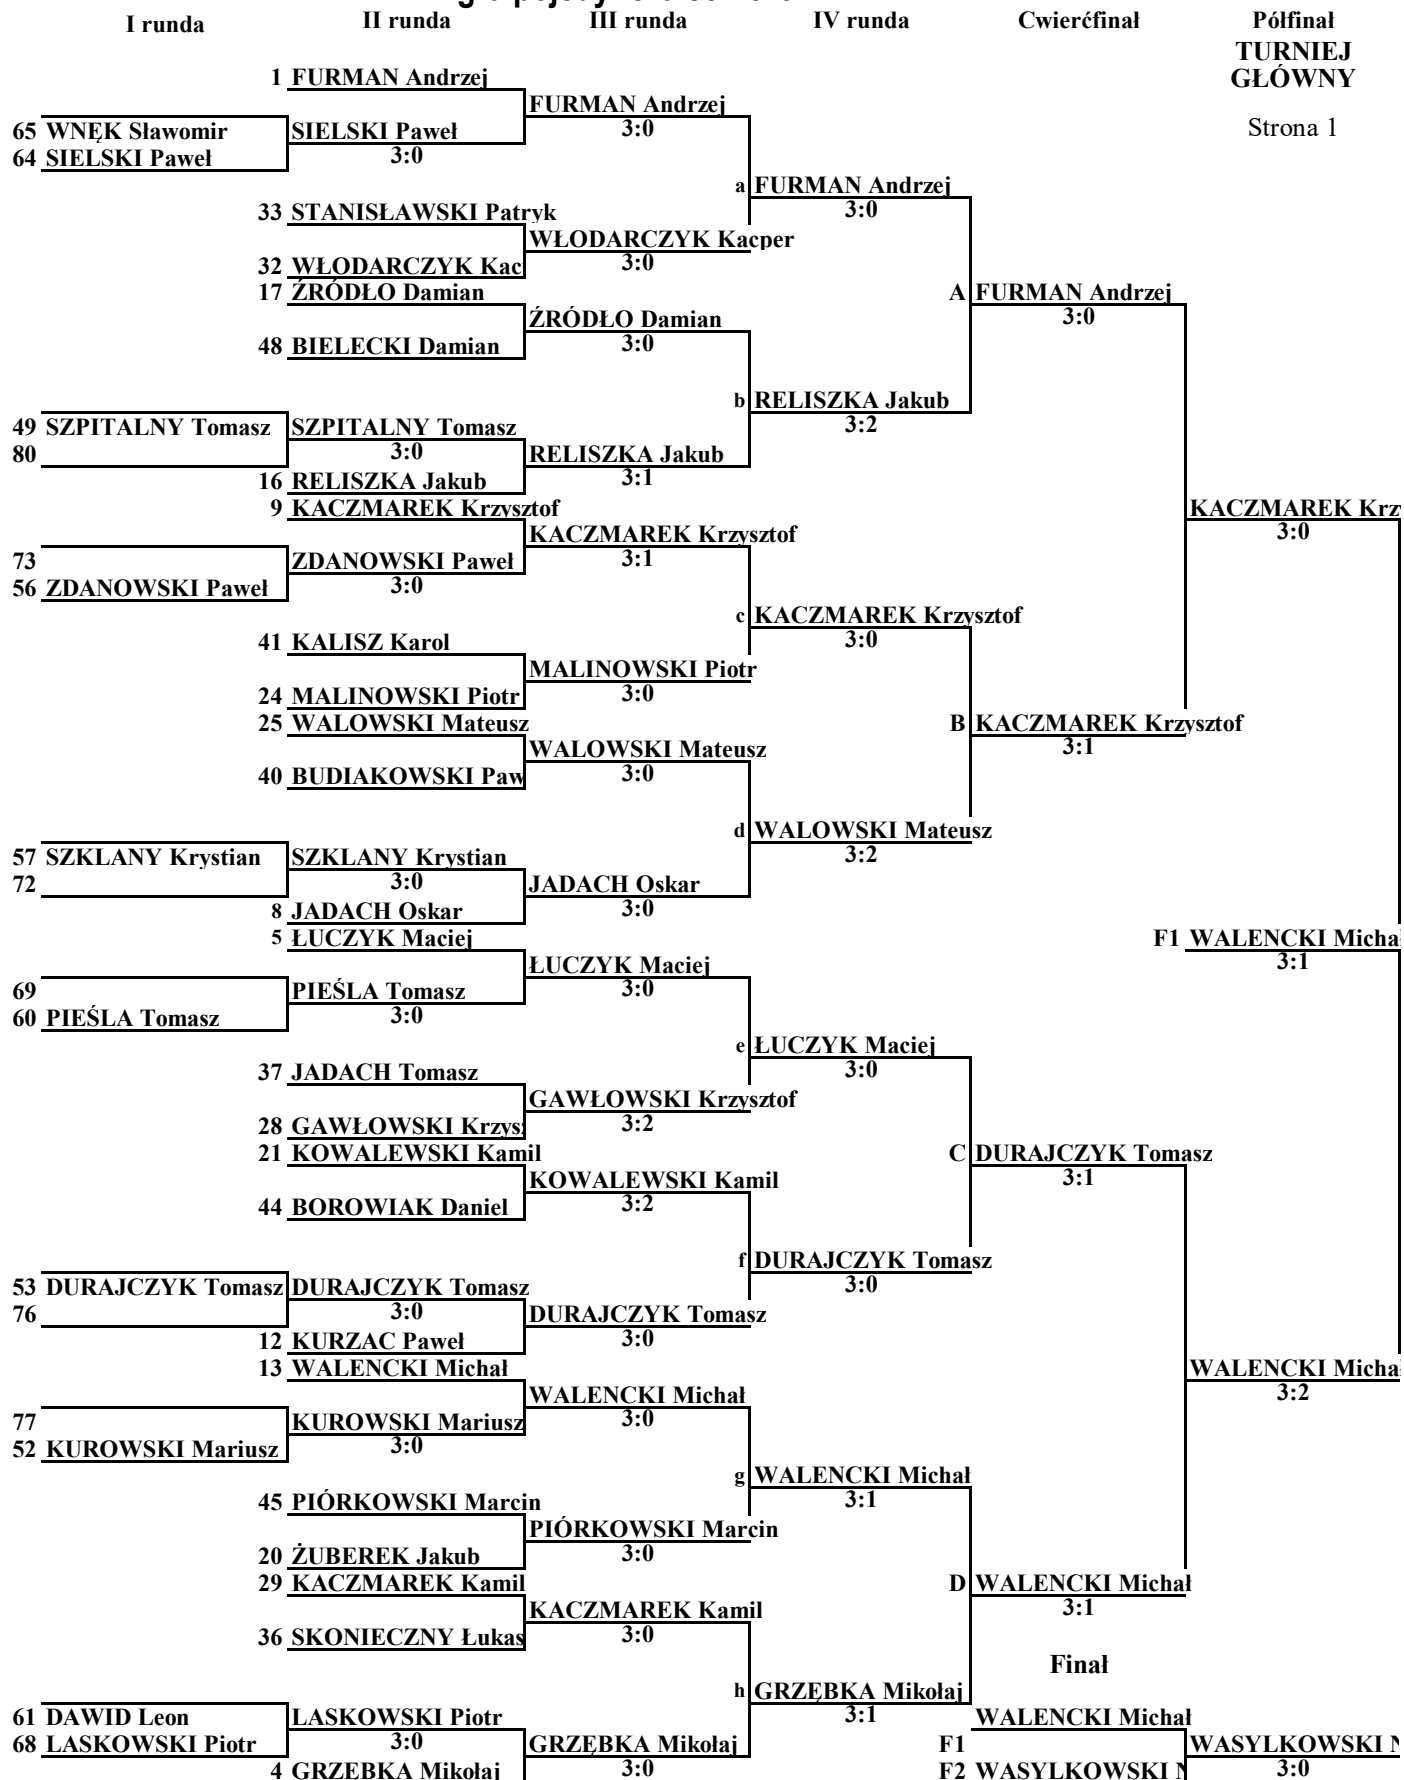 I runda II runda III runda IV runda Cwierćfinał Półfinał
TURNIEJ
GŁÓWNY
Strona 1
1 FURMAN Andrzej
FURMAN Andrzej
3:0
65 WNĘK Sławomir
64 SIELSKI Paweł
SIELSKI Paweł
3:0
a FURMAN Andrzej
3:0
33 STANISŁAWSKI Patryk
WŁODARCZYK Kacper
3:0
32 WŁODARCZYK Kac
17 ŹRÓDŁO Damian
A FURMAN Andrzej
3:0
ŹRÓDŁO Damian
3:0
48 BIELECKI Damian
b RELISZKA Jakub
3:2
49 SZPITALNY Tomasz
80
SZPITALNY Tomasz
3:0
RELISZKA Jakub
3:1
16 RELISZKA Jakub
9 KACZMAREK Krzysztof
KACZMAREK Krzy
3:0
KACZMAREK Krzysztof
3:1
73
56 ZDANOWSKI Paweł
ZDANOWSKI Paweł
3:0
c KACZMAREK Krzysztof
3:0
41 KALISZ Karol
MALINOWSKI Piotr
3:0
24 MALINOWSKI Piotr
25 WALOWSKI Mateusz
B KACZMAREK Krzysztof
3:1
WALOWSKI Mateusz
3:0
40 BUDIAKOWSKI Paw
d WALOWSKI Mateusz
3:2
57 SZKLANY Krystian
72
SZKLANY Krystian
3:0
JADACH Oskar
3:0
8 JADACH Oskar
5 ŁUCZYK Maciej
F1 WALENCKI Michał
3:1
ŁUCZYK Maciej
3:0
69
60 PIEŚLA Tomasz
PIEŚLA Tomasz
3:0
e ŁUCZYK Maciej
3:0
37 JADACH Tomasz
GAWŁOWSKI Krzysztof
3:2
28 GAWŁOWSKI Krzys
21 KOWALEWSKI Kamil
C DURAJCZYK Tomasz
3:1
KOWALEWSKI Kamil
3:2
44 BOROWIAK Daniel
f DURAJCZYK Tomasz
3:0
53 DURAJCZYK Tomasz
76
DURAJCZYK Tomasz
3:0
DURAJCZYK Tomasz
3:0
12 KURZAC Paweł
13 WALENCKI Michał
WALENCKI Michał
3:2
WALENCKI Michał
3:0
77
52 KUROWSKI Mariusz
KUROWSKI Mariusz
3:0
g WALENCKI Michał
3:1
45 PIÓRKOWSKI Marcin
PIÓRKOWSKI Marcin
3:0
20 ŻUBEREK Jakub
29 KACZMAREK Kamil
D WALENCKI Michał
3:1
KACZMAREK Kamil
3:0
36 SKONIECZNY Łukas
Finał
h GRZĘBKA Mikołaj
3:1
61 DAWID Leon
68 LASKOWSKI Piotr
LASKOWSKI Piotr
3:0
GRZĘBKA Mikołaj
3:0
4 GRZĘBKA Mikołaj
WALENCKI Michał
F1
F2 WASYLKOWSKI N
WASYLKOWSKI N
3:0